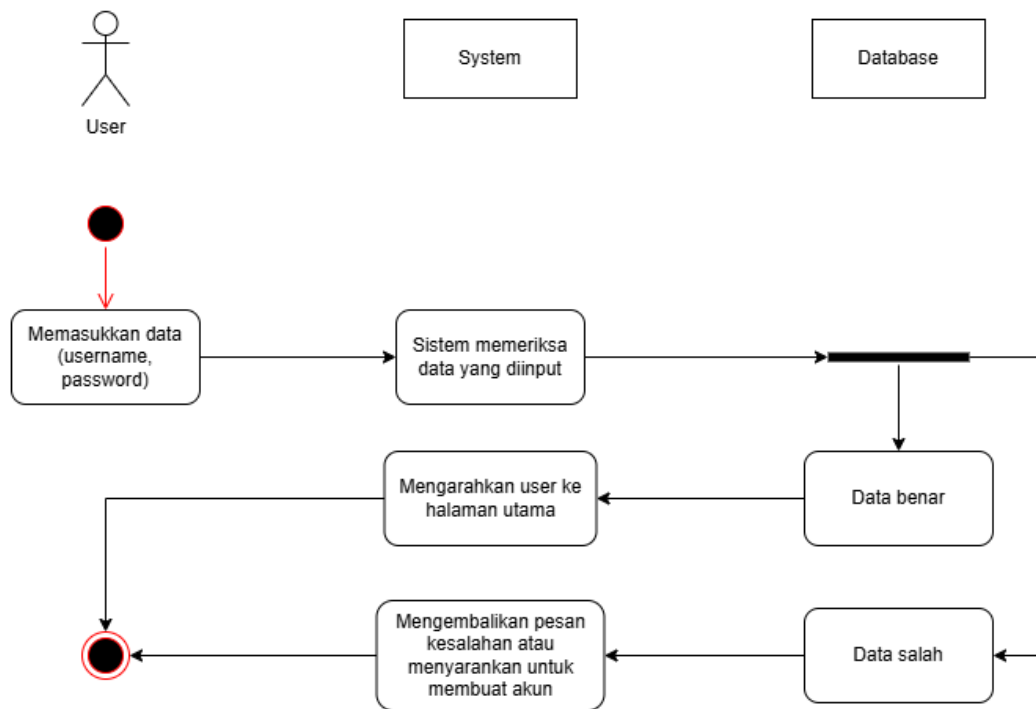 System
Database
User
Memasukkan data
(username,
password)
Sistem memeriksa
data yang diinput
Mengarahkan user ke
halaman utama
Data benar
Mengembalikan pesan
kesalahan atau
menyarankan untuk
membuat akun
Data salah